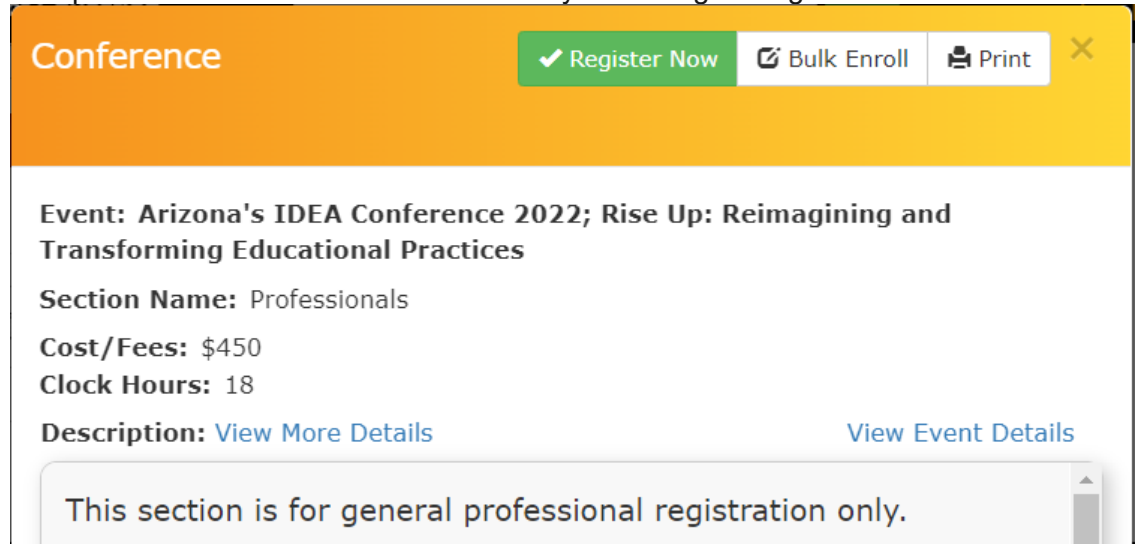 Conference
Register Now
Bulk Enroll
Print
Event: Arizona's IDEA Conference 2022; Rise Up: Reimagining and
Transforming Educational Practices
Section Name: Professionals
Cost/Fees: $450
Clock Hours: 18
Description: View More Details
View Event Details
This section is for general professional registration only.